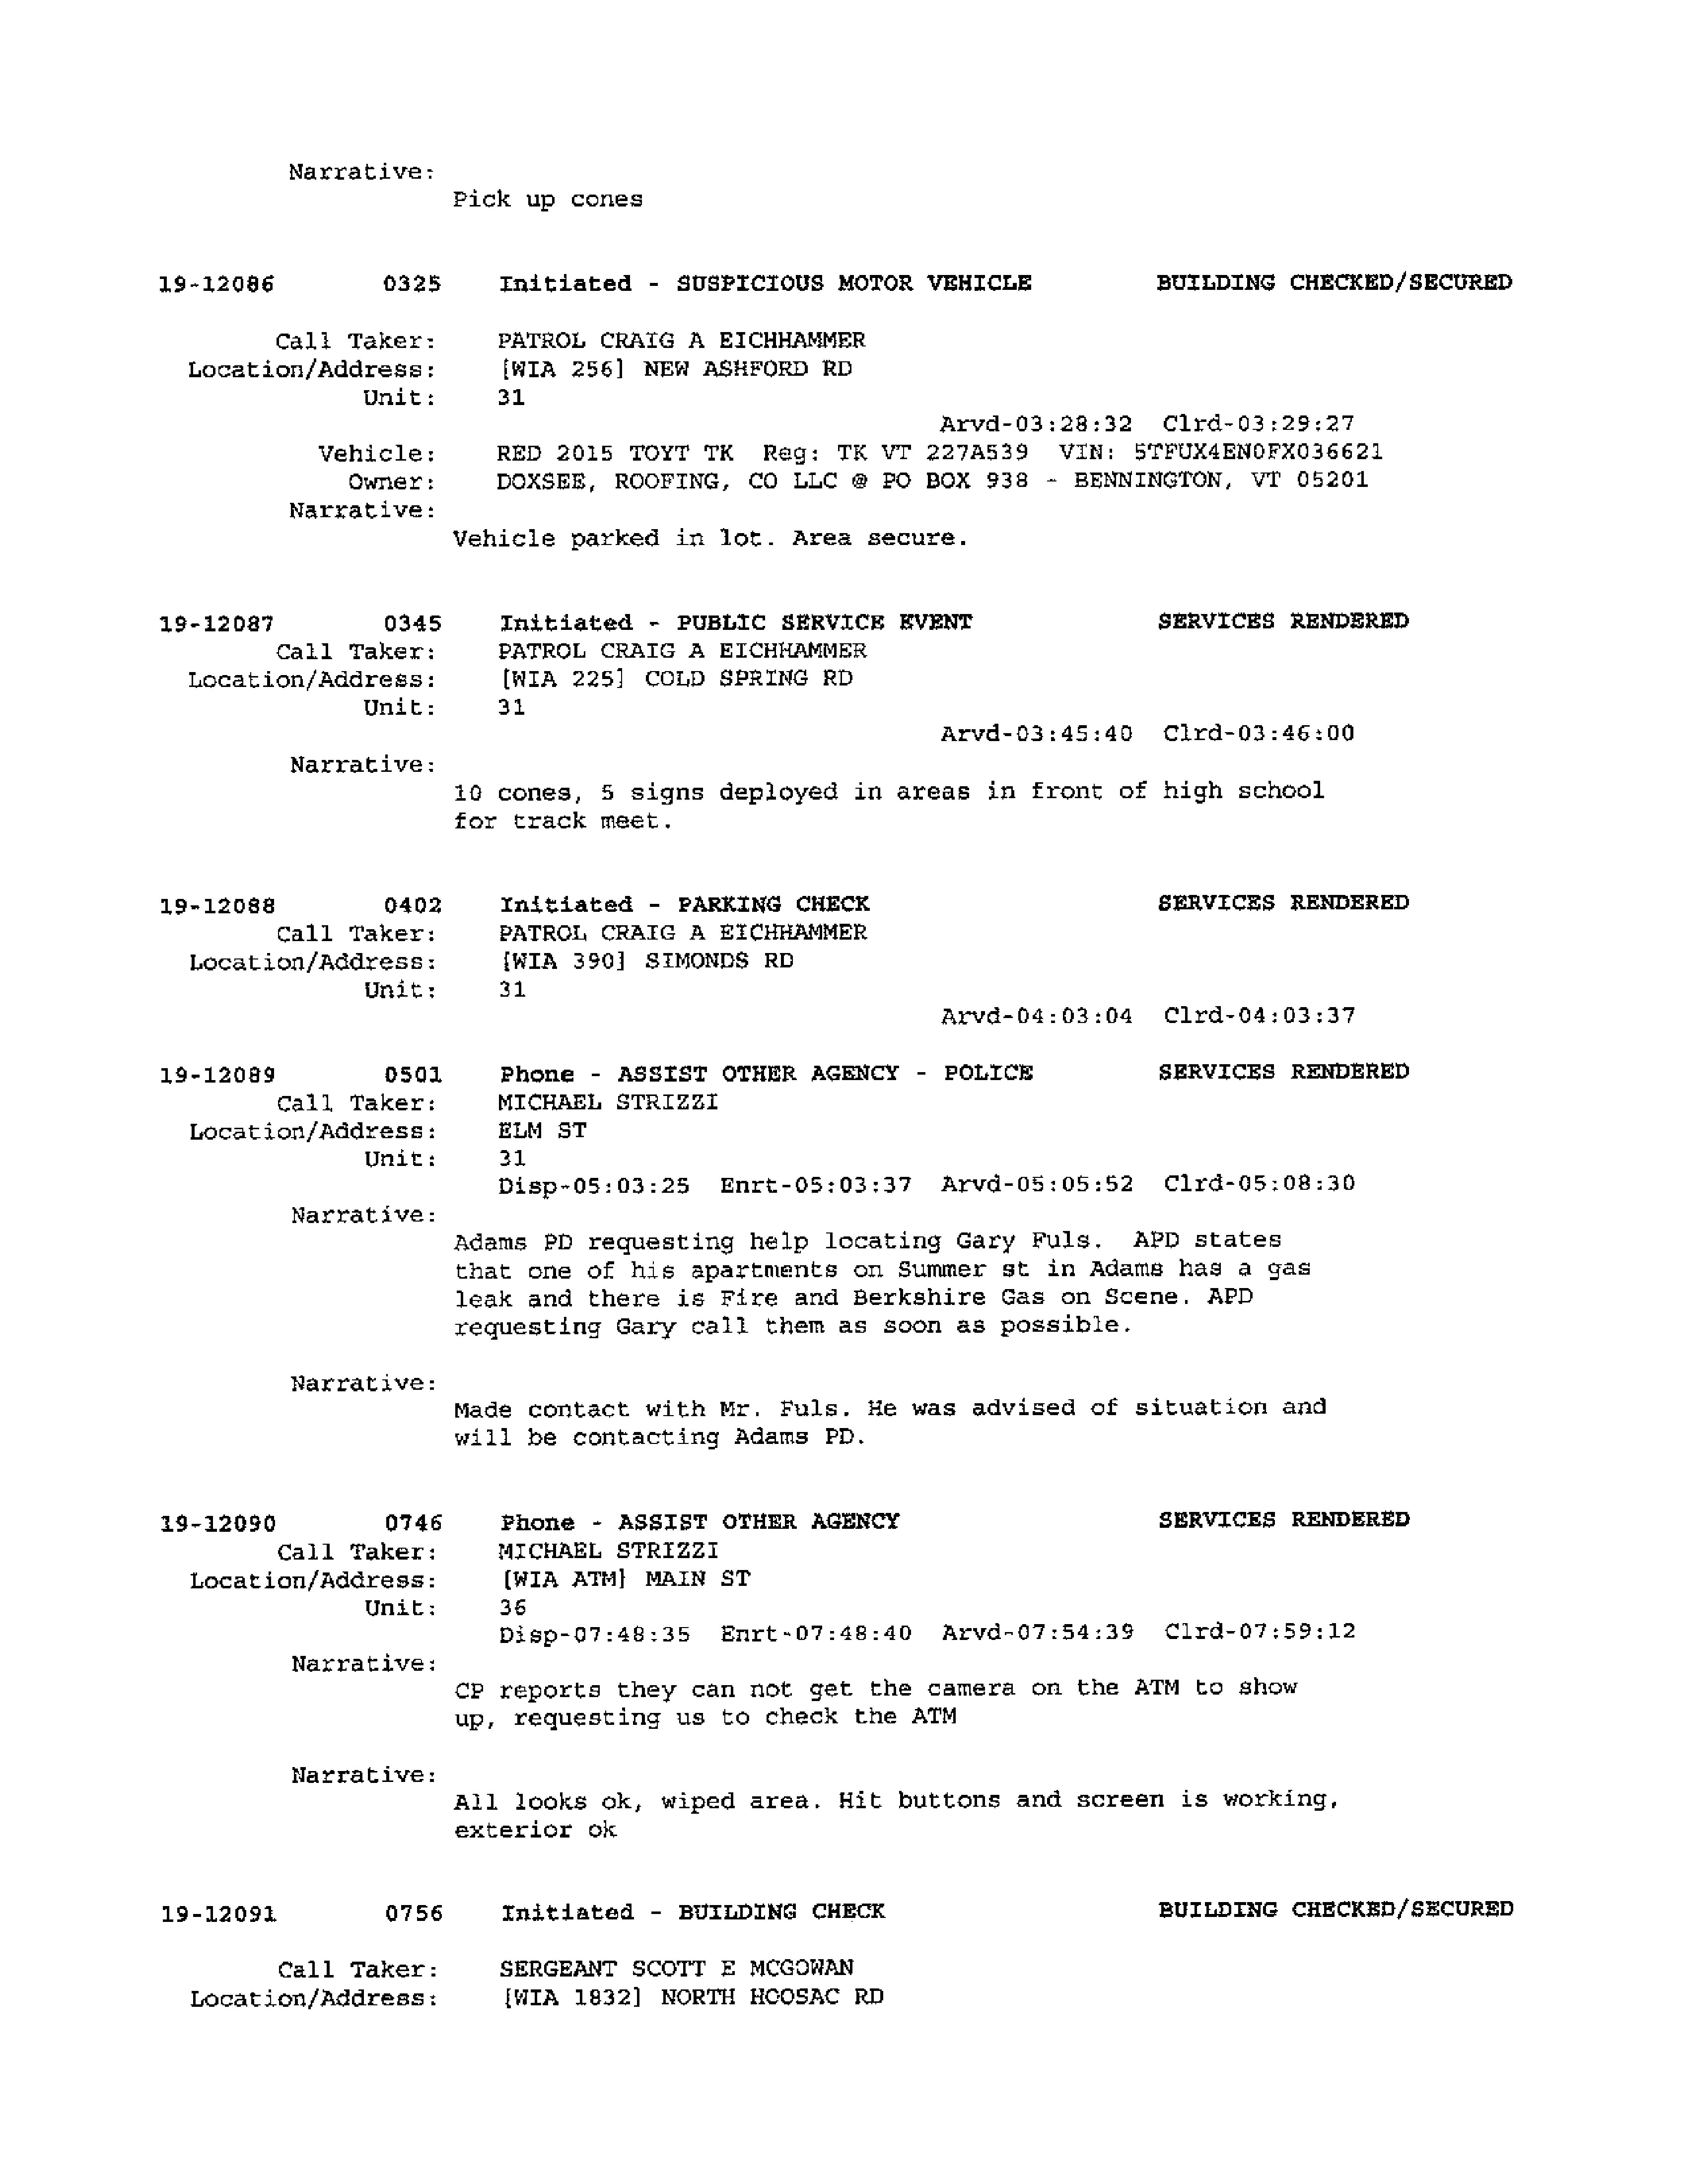 Narrative:
Pick up cones
19-12086 0325 Initiated - SUSPICIOUS MOTOR VEHICLE BUILDING CHECKED/SECURED
Call Taker: PATROL CRAIG A EICHHAMMER
Location/Address: [WIA 256] NEW ASHFORD RD
Unit: 31
Arvd-03:28:32 Clrd-03:29:27
Vehicle: RED 2015 TOYT TK Reg: TK VT 227A539 VIN: 5TFUX4EN0FX036621
Owner: DOXSEE, ROOFING, CO LLC @ PO BOX 938 - BENNINGTON, VT 05201
Narrative:
Vehicle parked in lot. Area secure.
19-12087 0345 Initiated - PUBLIC SERVICE EVENT SERVICES RENDERED
Call Taker: PATROL CRAIG A EICHHAMMER
Location/Address: [WIA 225] COLD SPRING RD
Unit: 31
Arvd-03:45:40 Clrd-03:46:00
Narrative:
10 cones, 5 signs deployed in areas in front of high school
for track meet.
19-12088 0402 Initiated - PARKING CHECK SERVICES RENDERED
Call Taker: PATROL CRAIG A EICHHAMMER
Location/Address: [WIA 390] SIMONDS RD
Unit: 31
Arvd-04:03:04 Clrd-04:03:37
19-12089 0501 Phone - ASSIST OTHER AGENCY - POLICE SERVICES RENDERED
Call Taker: MICHAEL STRIZZI
Location/Address: ELM ST
Unit: 31
Disp-05:03:25 Enrt-05:03:37 Arvd-05:05:52 Clrd-05:08:30
Narrative:
Adams PD requesting help locating Gary Fuls. APD states
that one of his apartments on Summer st in Adams has a gas
leak and there is Fire and Berkshire Gas on Scene. APD
requesting Gary call them as soon as possible.
Narrative:
Made contact with Mr. Fuls. He was advised of situation and
will be contacting Adams PD.
19-12090 0746 Phone - ASSIST OTHER AGENCY SERVICES RENDERED
Call Taker: MICHAEL STRIZZI
Location/Address: [WIA ATM] MAIN ST
Unit: 36
Disp-07:48:35 Enrt-07:48:40 Arvd-07:54:39 Clrd-07:59:12
Narrative:
CP reports they can not get the camera on the ATM to show
up, requesting us to check the ATM
Narrative:
All looks ok, wiped area. Hit buttons and screen is working,
exterior ok
19-12091 0756 Initiated - BUILDING CHECK BUILDING CHECKED/SECURED
Call Taker: SERGEANT SCOTT E MCGOWAN
Location/Address: [WIA 1832] NORTH HOOSAC RD